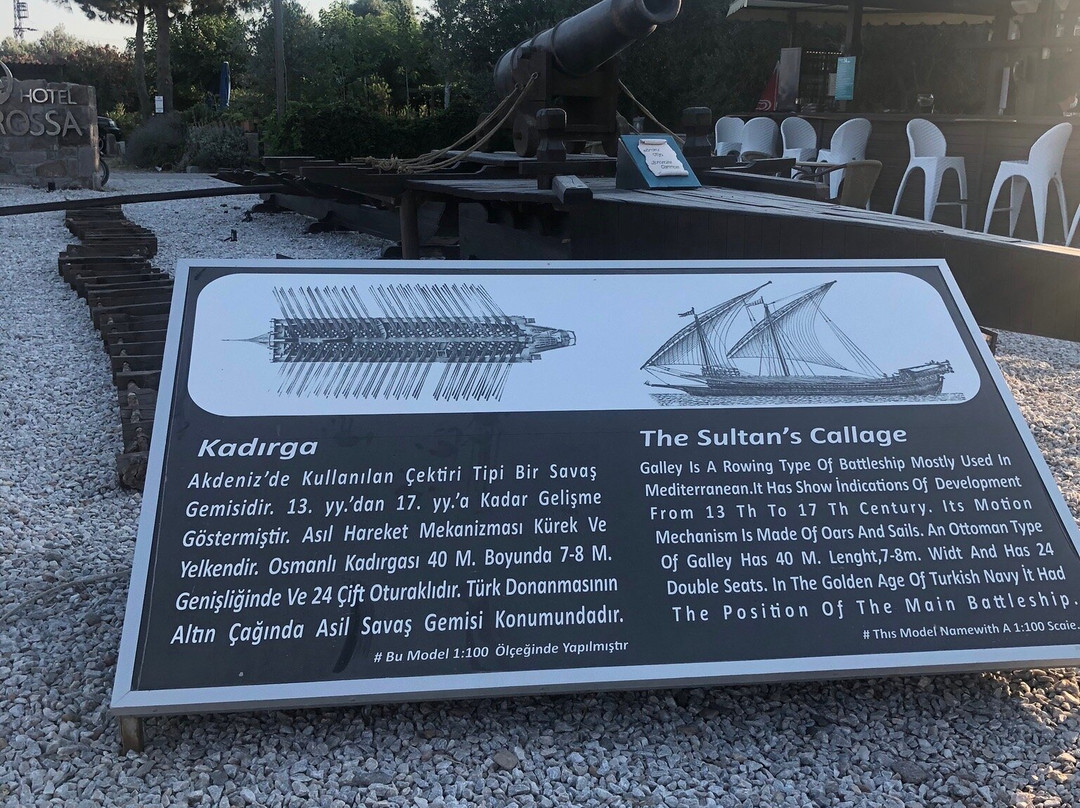 HOTEL
ROSSA
Kadırga
Akdeniz’de Kullanılan Çektiri Tipi Bir Savaş
Gemisidir. 13. yy.’dan 17. yy.’a Kadar Gelişme
Göstermiştir. Asıl Hareket Mekanizması Kürek Ve
Yelkendir. Osmanlı Kadırgası 40 M. Boyunda 7-8 M.
Genişliğinde Ve 24 Çift Oturaklıdır. Türk Donanmasının
Altın Çağında Asil Savaş Gemisi Konumundadır.
# Bu Model 1:100 Ölçeğinde Yapılmıştır
The Sultan’s Callage
Galley Is A Rowing Type Of Battleship Mostly Used In
Mediterranean.It Has Show İndications Of Development
From 13 Th To 17 Th Century. Its Motion
Mechanism Is Made Of Oars And Sails. An Ottoman Type
Of Galley Has 40 M. Lenght,7-8m. Widt And Has 24
Double Seats. In The Golden Age Of Turkish Navy İt Had
The Position Of The Main Battleship.
# This Model Namewith A 1:100 Scaie.